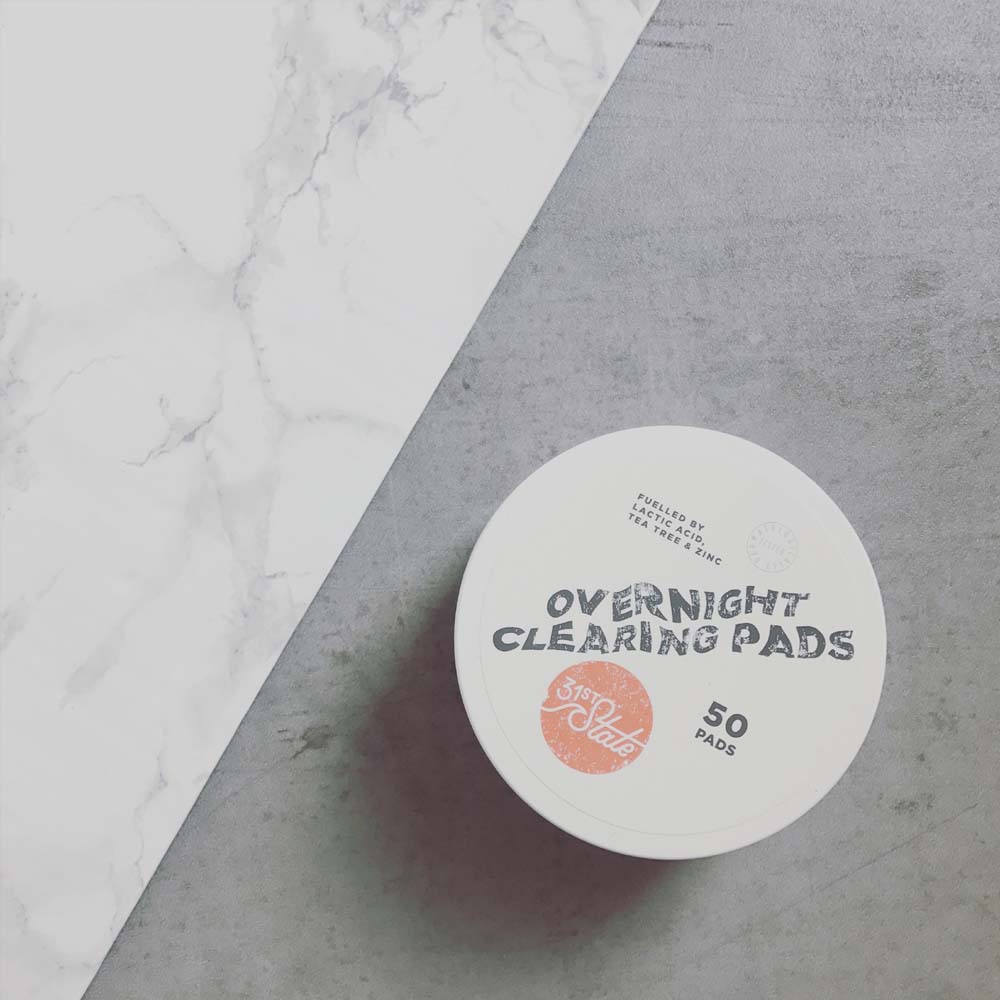 FUELLED BY
LACTIC ACID,
TEA TREE & ZINC
OVERNIGHT
CLEARING PADS
31ST
State
50
PADS